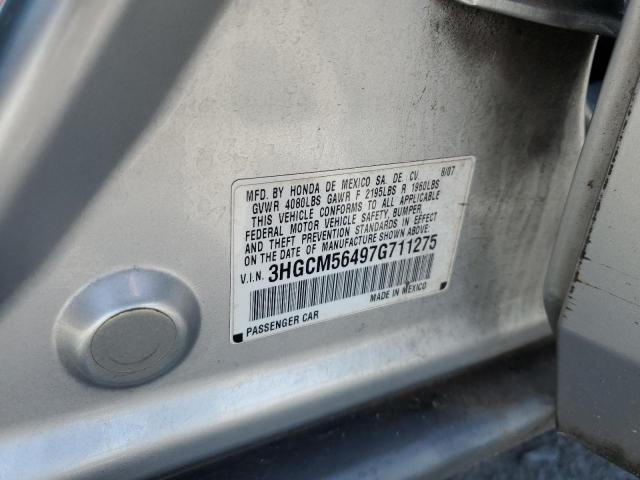 MFD. BY HONDA DE MEXICO SA. DE. CV. 8/07
GVWR 4080LBS GAWR F 2195LBS R 1960LBS
THIS VEHICLE CONFORMS TO ALL APPLICABLE
FEDERAL MOTOR VEHICLE SAFETY, BUMPER,
AND THEFT PREVENTION STANDARDS IN EFFECT
ON THE DATE OF MANUFACTURE SHOWN ABOVE.
V.I.N. 3HGCM56497G711275
PASSENGER CAR MADE IN MEXICO